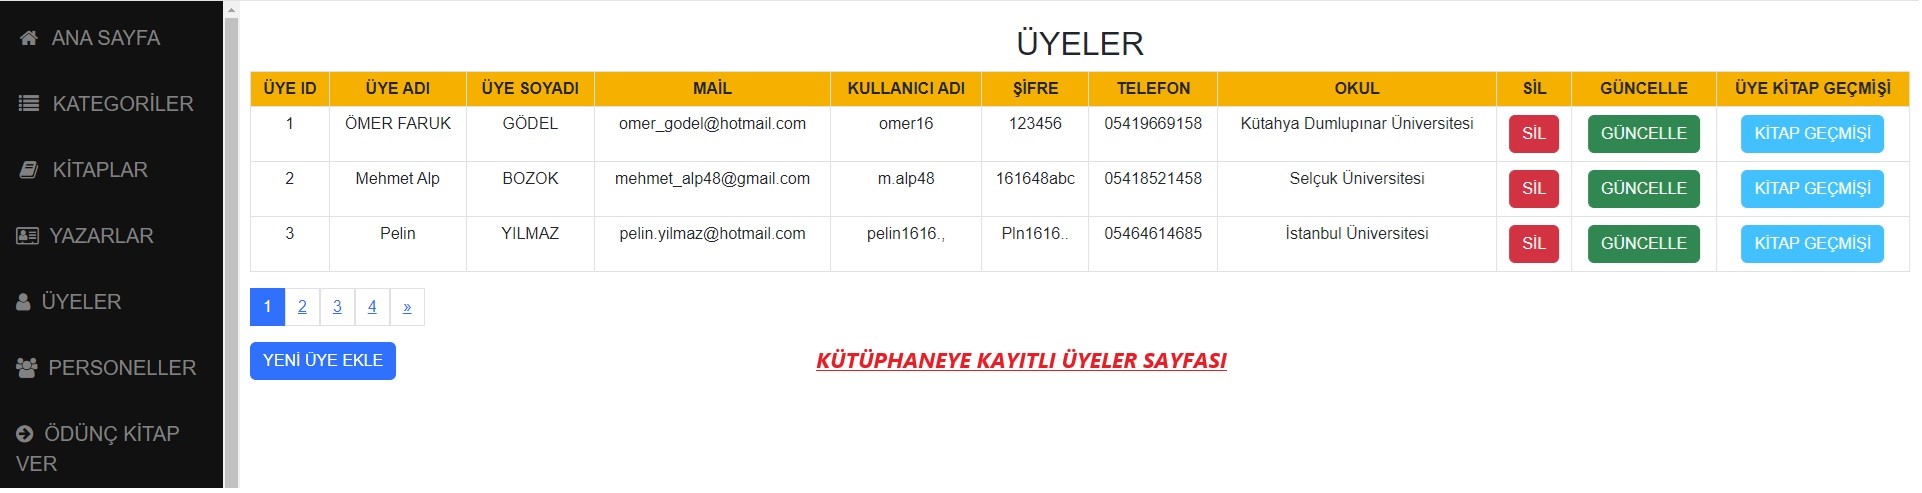 ANA SAYFA
KATEGORİLER
KİTAPLAR
YAZARLAR
ÜYELER
PERSONELLER
ÖDÜNÇ KİTAP
VER
ÜYELER
ÜYE ID ÜYE ADI ÜYE SOYADI MAİL KULLANICI ADI ŞİFRE TELEFON OKUL SİL GÜNCELLE ÜYE KİTAP GEÇMİŞİ
1 ÖMER FARUK GÖDEL omer_godel@hotmail.com omer16 123456 05419669158 Kütahya Dumlupınar Üniversitesi SİL GÜNCELLE KİTAP GEÇMİŞİ
2 Mehmet Alp BOZOK mehmet_alp48@gmail.com m.alp48 161648abc 05418521458 Selçuk Üniversitesi SİL GÜNCELLE KİTAP GEÇMİŞİ
3 Pelin YILMAZ pelin.yilmaz@hotmail.com pelin1616., Pln1616.. 05464614685 İstanbul Üniversitesi SİL GÜNCELLE KİTAP GEÇMİŞİ
1 2 3 4 »
YENİ ÜYE EKLE
KÜTÜPHANEYE KAYITLI ÜYELER SAYFASI